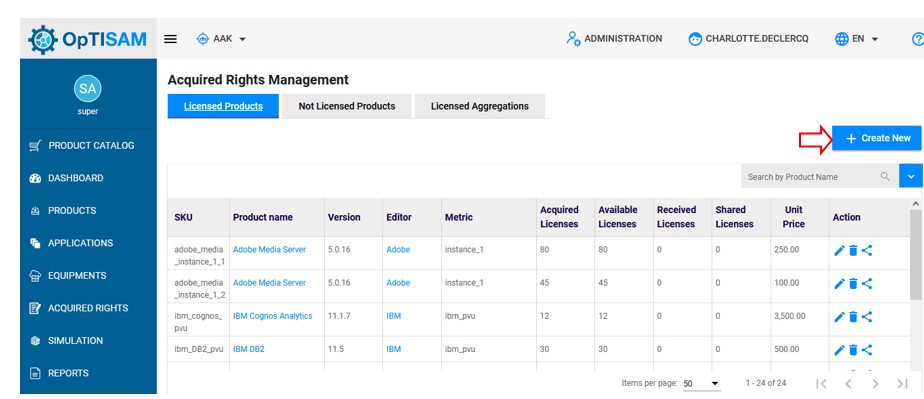 OpTISAM
AAK
ADMINISTRATION
CHARLOTTE.DECLERCQ
EN
SA
super
PRODUCT CATALOG
DASHBOARD
PRODUCTS
APPLICATIONS
EQUIPMENTS
ACQUIRED RIGHTS
SIMULATION
REPORTS
Acquired Rights Management
Licensed Products Not Licensed Products Licensed Aggregations
+ Create New
Search by Product Name
SKU Product name Version Editor Metric Acquired Licenses Available Licenses Received Licenses Shared Licenses Unit Price Action
adobe_media_instance_1_1 Adobe Media Server 5.0.16 Adobe instance_1 80 80 0 0 250.00
adobe_media_instance_1_2 Adobe Media Server 5.0.16 Adobe instance_1 45 45 0 0 100.00
ibm_cognos_pvu IBM Cognos Analytics 11.1.7 IBM ibm_pvu 12 12 0 0 3,500.00
ibm_DB2_pvu IBM DB2 11.5 IBM ibm_pvu 30 30 0 0 500.00
Items per page: 50 1 - 24 of 24